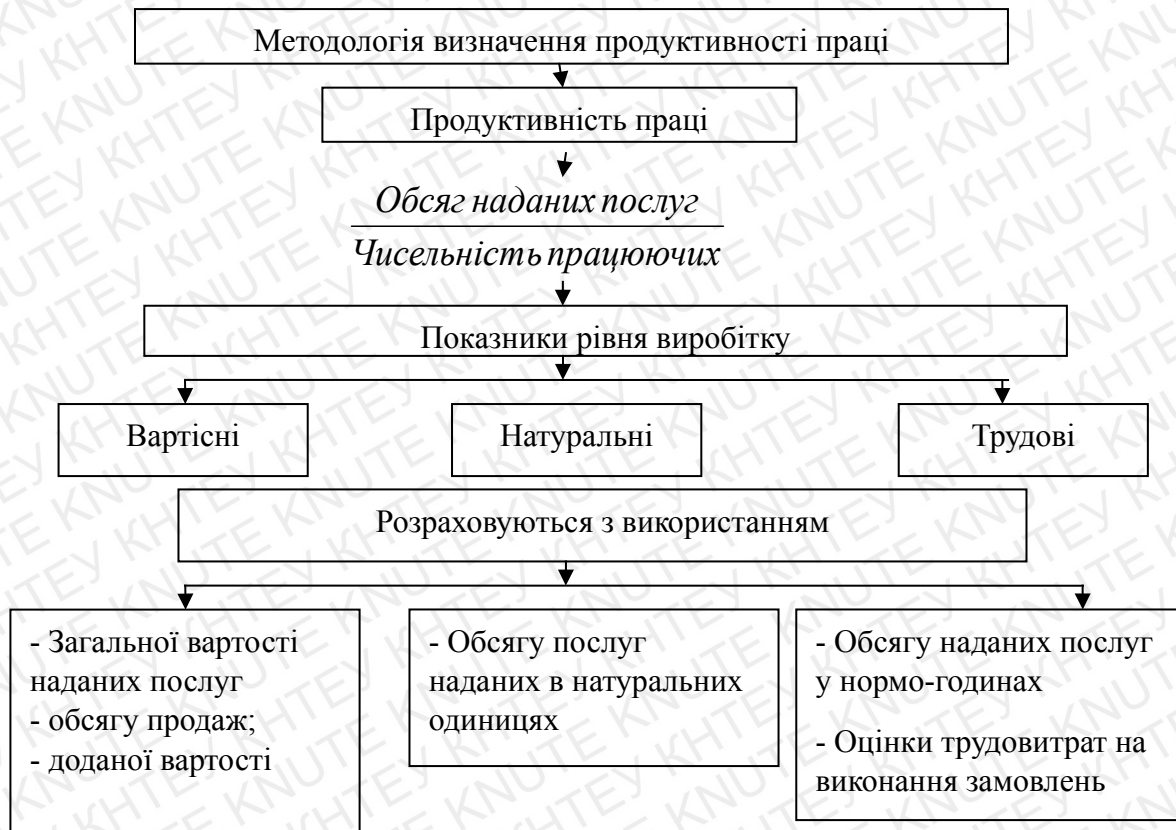 Методологія визначення продуктивності праці
Продуктивність праці
Обсяг наданих послуг
Чисельність працюючих
Показники рівня виробітку
Вартісні
Натуральні
Трудові
Розраховуються з використанням
- Загальної вартості
наданих послуг
- обсягу продаж;
- доданої вартості
- Обсягу послуг
наданих в натуральних
одиницях
- Обсягу наданих послуг
у нормо-годинах
- Оцінки трудовитрат на
виконання замовлень